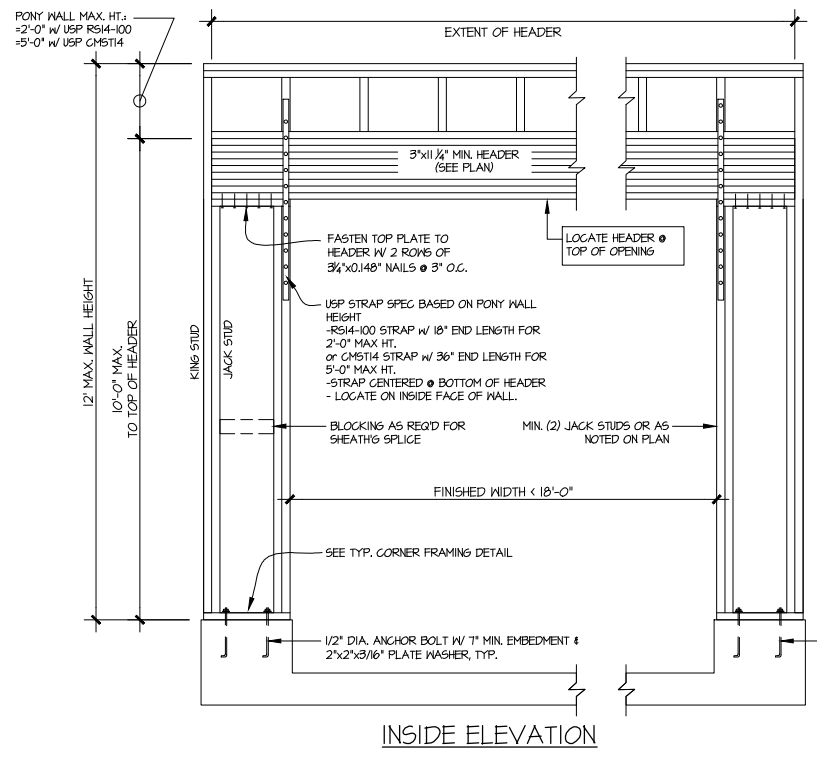 PONY WALL MAX. HT.:
=2'-0" W/ USP RS14-100
=5'-0" W/ USP CMST14
EXTENT OF HEADER
3"x11 1/4" MIN. HEADER
(SEE PLAN)
FASTEN TOP PLATE TO
HEADER W/ 2 ROWS OF
3 1/4"x0.148" NAILS @ 3" O.C.
LOCATE HEADER @
TOP OF OPENING
USP STRAP SPEC BASED ON PONY WALL
HEIGHT
-RS14-100 STRAP W/ 18" END LENGTH FOR
2'-0" MAX HT.
or CMST14 STRAP W/ 36" END LENGTH FOR
5'-0" MAX HT.
-STRAP CENTERED @ BOTTOM OF HEADER
- LOCATE ON INSIDE FACE OF WALL.
12' MAX. WALL HEIGHT
10'-0" MAX.
TO TOP OF HEADER
KING STUD
JACK STUD
BLOCKING AS REQ'D FOR
SHEATH'G SPLICE
MIN. (2) JACK STUDS OR AS
NOTED ON PLAN
FINISHED WIDTH < 18'-0"
SEE TYP. CORNER FRAMING DETAIL
1/2" DIA. ANCHOR BOLT W/ 7" MIN. EMBEDMENT &
2"x2"x3/16" PLATE WASHER, TYP.
INSIDE ELEVATION